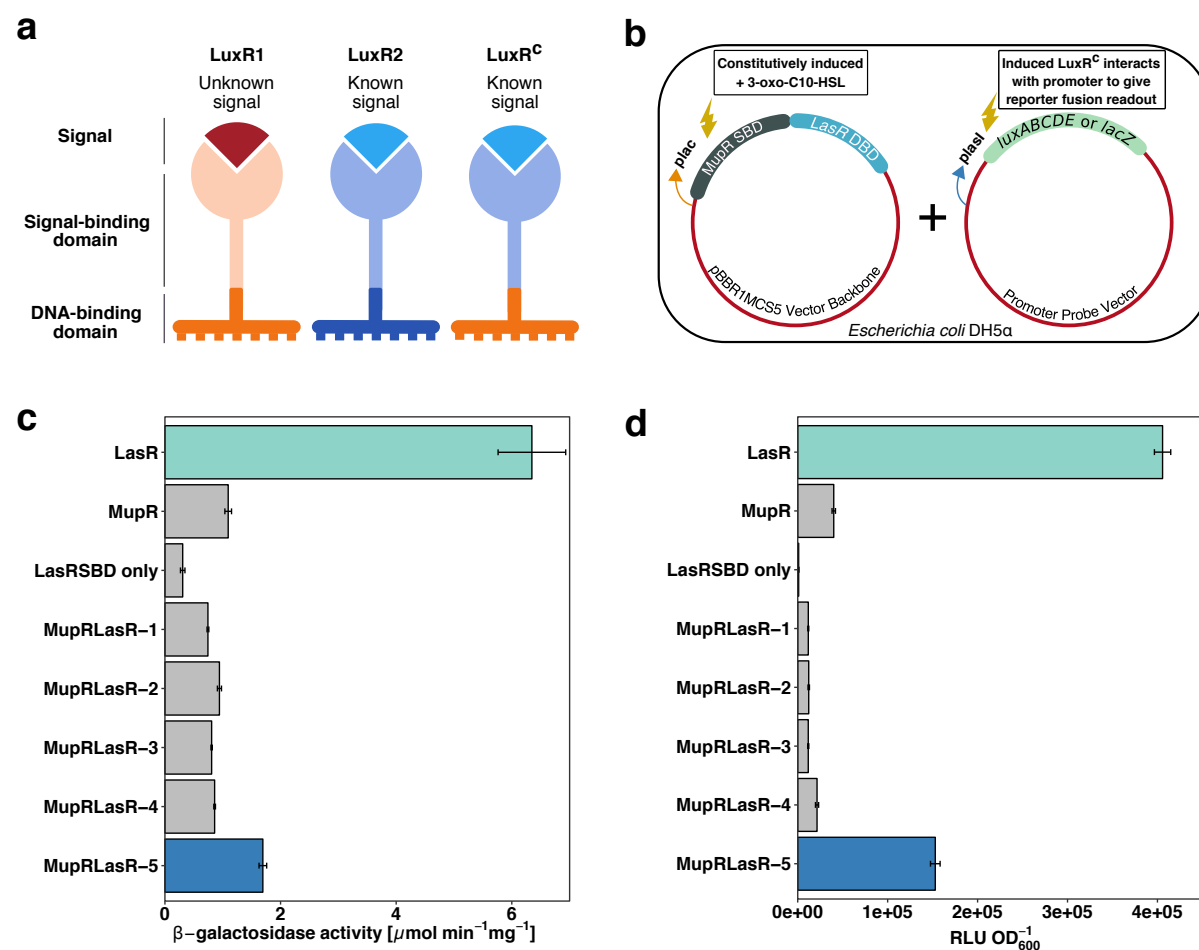 a
LuxR1
LuxR2
LuxRᶜ
Unknown
signal
Known
signal
Known
signal
Signal
Signal-binding
domain
DNA-binding
domain
b
Constitutively induced
+ 3-oxo-C10-HSL
Induced LuxRᶜ interacts
with promoter to give
reporter fusion readout
plac
MupR SBD
LasR DBD
pBBR1MCS5 Vector Backbone
+
plasI
luxABCDE or lacZ
Promoter Probe Vector
Escherichia coli DH5α
c
LasR
MupR
LasRSBD only
MupRLasR−1
MupRLasR−2
MupRLasR−3
MupRLasR−4
MupRLasR−5
0 2 4 6
β−galactosidase activity [μmol min⁻¹mg⁻¹]
d
LasR
MupR
LasRSBD only
MupRLasR−1
MupRLasR−2
MupRLasR−3
MupRLasR−4
MupRLasR−5
0e+00 1e+05 2e+05 3e+05 4e+05
RLU OD₆₀₀⁻¹